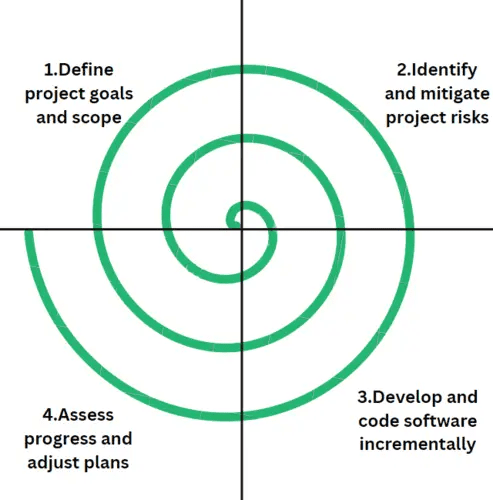 1.Define
project goals
and scope
2.Identify
and mitigate
project risks
3.Develop and
code software
incrementally
4.Assess
progress and
adjust plans